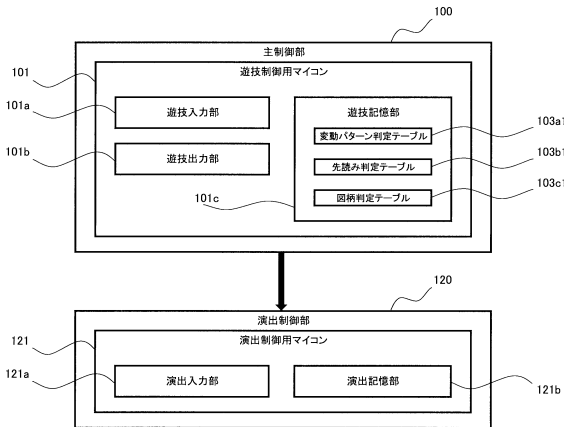 100
主制御部
101
遊技制御用マイコン
101a
遊技入力部
遊技記憶部
103a1
変動パターン判定テーブル
101b
遊技出力部
103b1
先読み判定テーブル
101c
103c1
図柄判定テーブル
120
演出制御部
121
演出制御用マイコン
121a
演出入力部
演出記憶部
121b